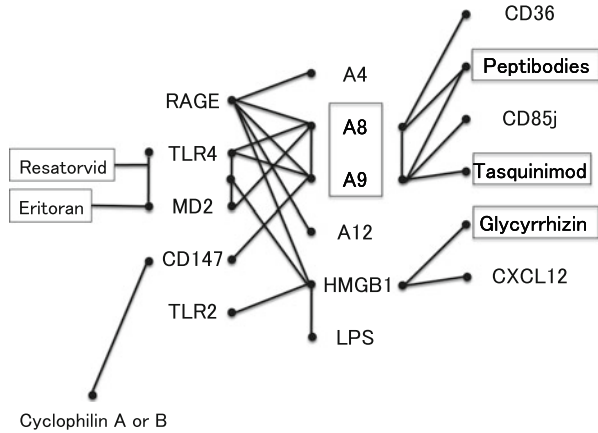 CD36
A4
Peptibodies
RAGE
A8
CD85j
Resatorvid
TLR4
A9
Tasquinimod
Eritoran
MD2
A12
Glycyrrhizin
CD147
HMGB1
CXCL12
TLR2
LPS
Cyclophilin A or B